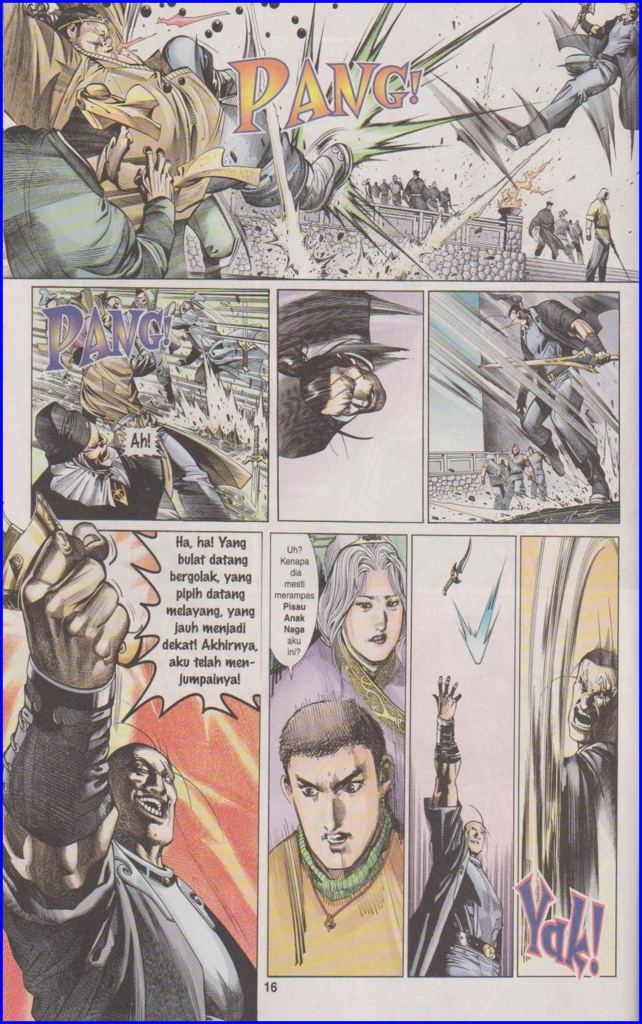 PANG!
PANG!
Ah!
Ha, ha! Yang
bulat datang
bergolak, yang
pipih datang
melayang, yang
jauh menjadi
dekat! Akhirnya,
aku telah men-
jumpainya!
Uh?
Kenapa
dia
mesti
merampas
Pisau
Anak
Naga
aku
ini?
Yak!
16